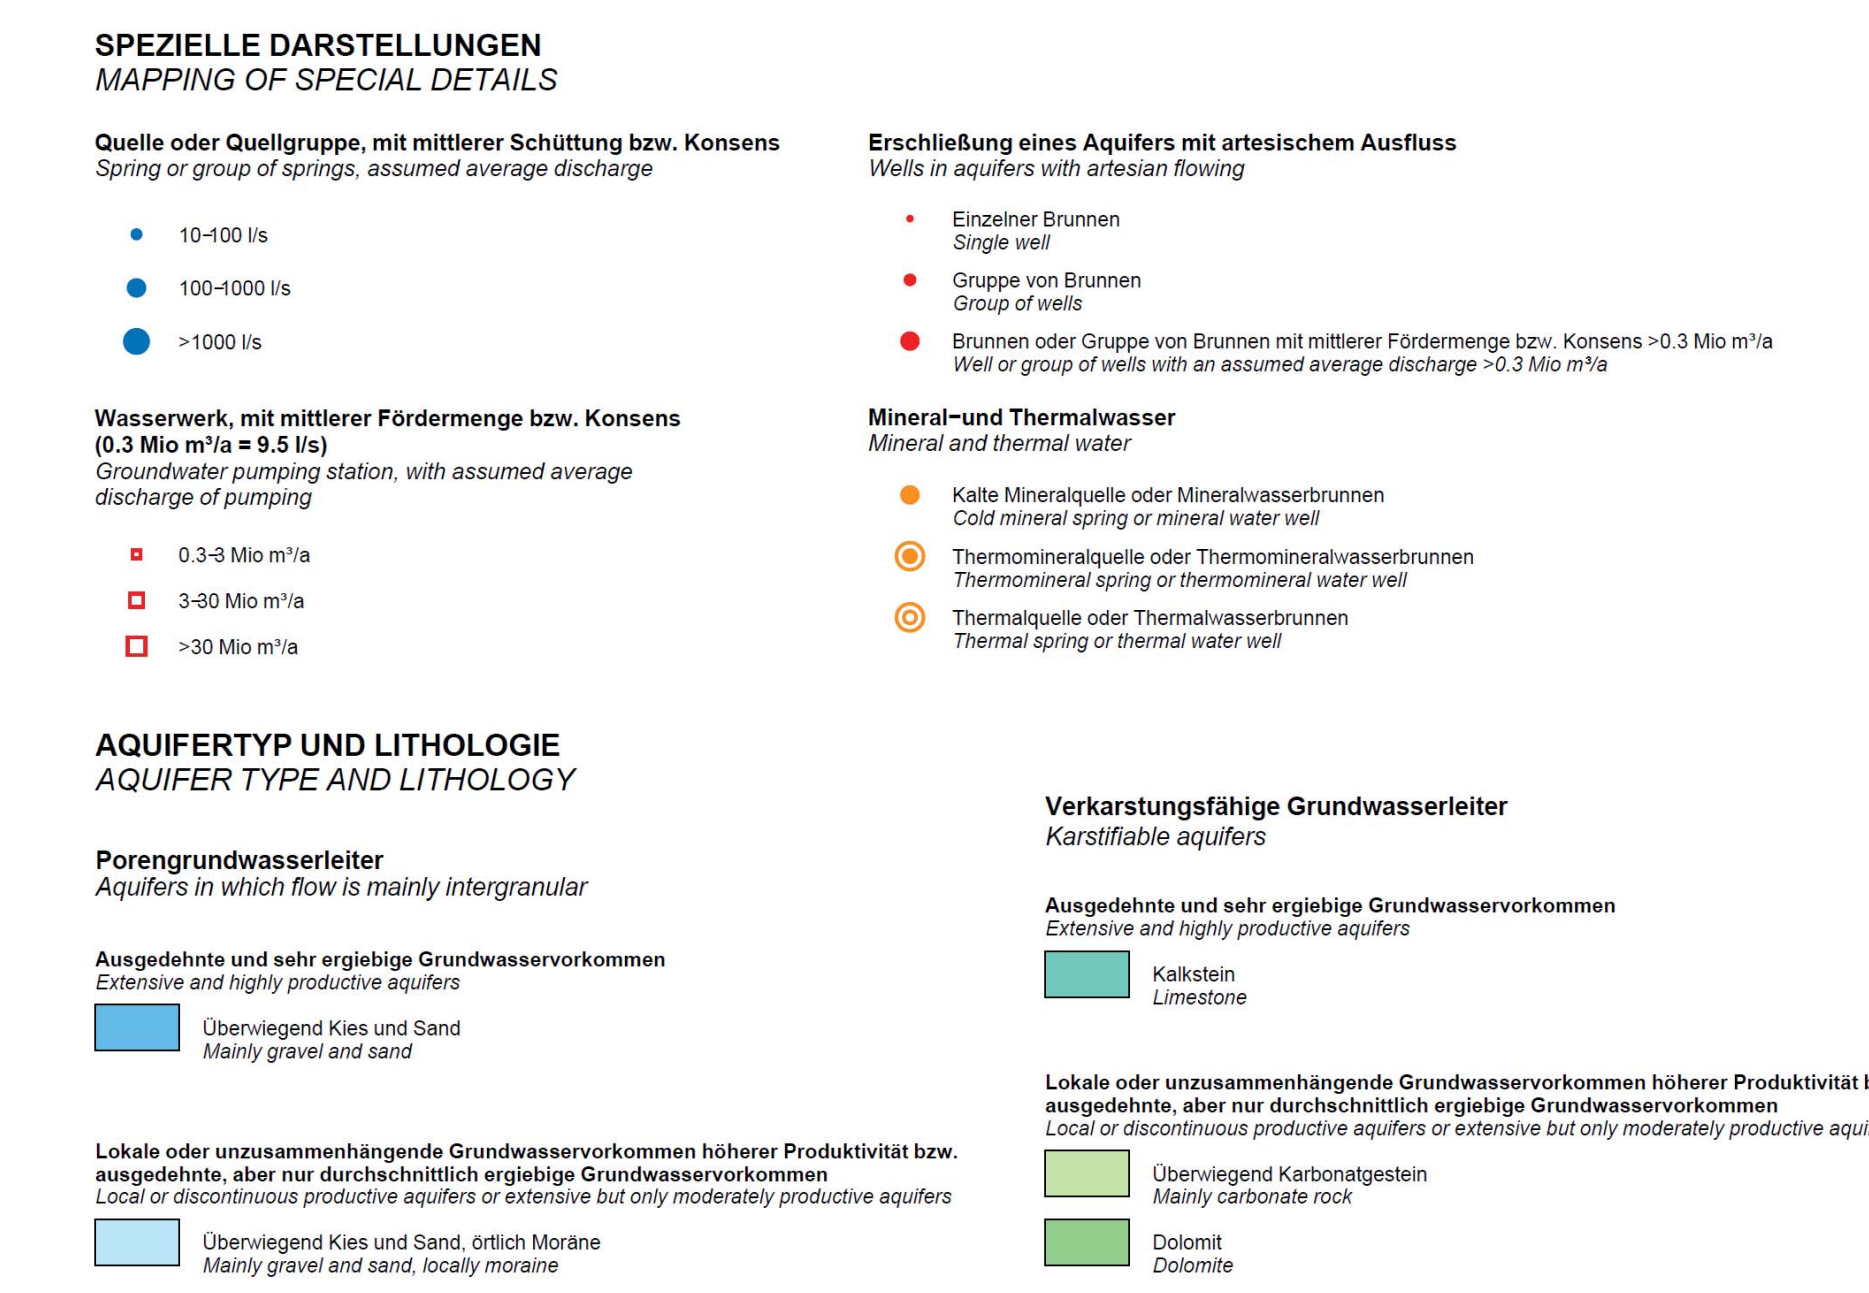 SPEZIELLE DARSTELLUNGEN
MAPPING OF SPECIAL DETAILS
Quelle oder Quellgruppe, mit mittlerer Schüttung bzw. Konsens
Spring or group of springs, assumed average discharge
10–100 l/s
100–1000 l/s
>1000 l/s
Wasserwerk, mit mittlerer Fördermenge bzw. Konsens
(0.3 Mio m³/a = 9.5 l/s)
Groundwater pumping station, with assumed average
discharge of pumping
0.3–3 Mio m³/a
3–30 Mio m³/a
>30 Mio m³/a
Erschließung eines Aquifers mit artesischem Ausfluss
Wells in aquifers with artesian flowing
Einzelner Brunnen
Single well
Gruppe von Brunnen
Group of wells
Brunnen oder Gruppe von Brunnen mit mittlerer Fördermenge bzw. Konsens >0.3 Mio m³/a
Well or group of wells with an assumed average discharge >0.3 Mio m³/a
Mineral–und Thermalwasser
Mineral and thermal water
Kalte Mineralquelle oder Mineralwasserbrunnen
Cold mineral spring or mineral water well
Thermomineralquelle oder Thermomineralwasserbrunnen
Thermomineral spring or thermomineral water well
Thermalquelle oder Thermalwasserbrunnen
Thermal spring or thermal water well
AQUIFERTYP UND LITHOLOGIE
AQUIFER TYPE AND LITHOLOGY
Porengrundwasserleiter
Aquifers in which flow is mainly intergranular
Ausgedehnte und sehr ergiebige Grundwasservorkommen
Extensive and highly productive aquifers
Überwiegend Kies und Sand
Mainly gravel and sand
Lokale oder unzusammenhängende Grundwasservorkommen höherer Produktivität bzw.
ausgedehnte, aber nur durchschnittlich ergiebige Grundwasservorkommen
Local or discontinuous productive aquifers or extensive but only moderately productive aquifers
Überwiegend Kies und Sand, örtlich Moräne
Mainly gravel and sand, locally moraine
Verkarstungsfähige Grundwasserleiter
Karstifiable aquifers
Ausgedehnte und sehr ergiebige Grundwasservorkommen
Extensive and highly productive aquifers
Kalkstein
Limestone
Lokale oder unzusammenhängende Grundwasservorkommen höherer Produktivität
ausgedehnte, aber nur durchschnittlich ergiebige Grundwasservorkommen
Local or discontinuous productive aquifers or extensive but only moderately productive
Überwiegend Karbonatgestein
Mainly carbonate rock
Dolomit
Dolomite